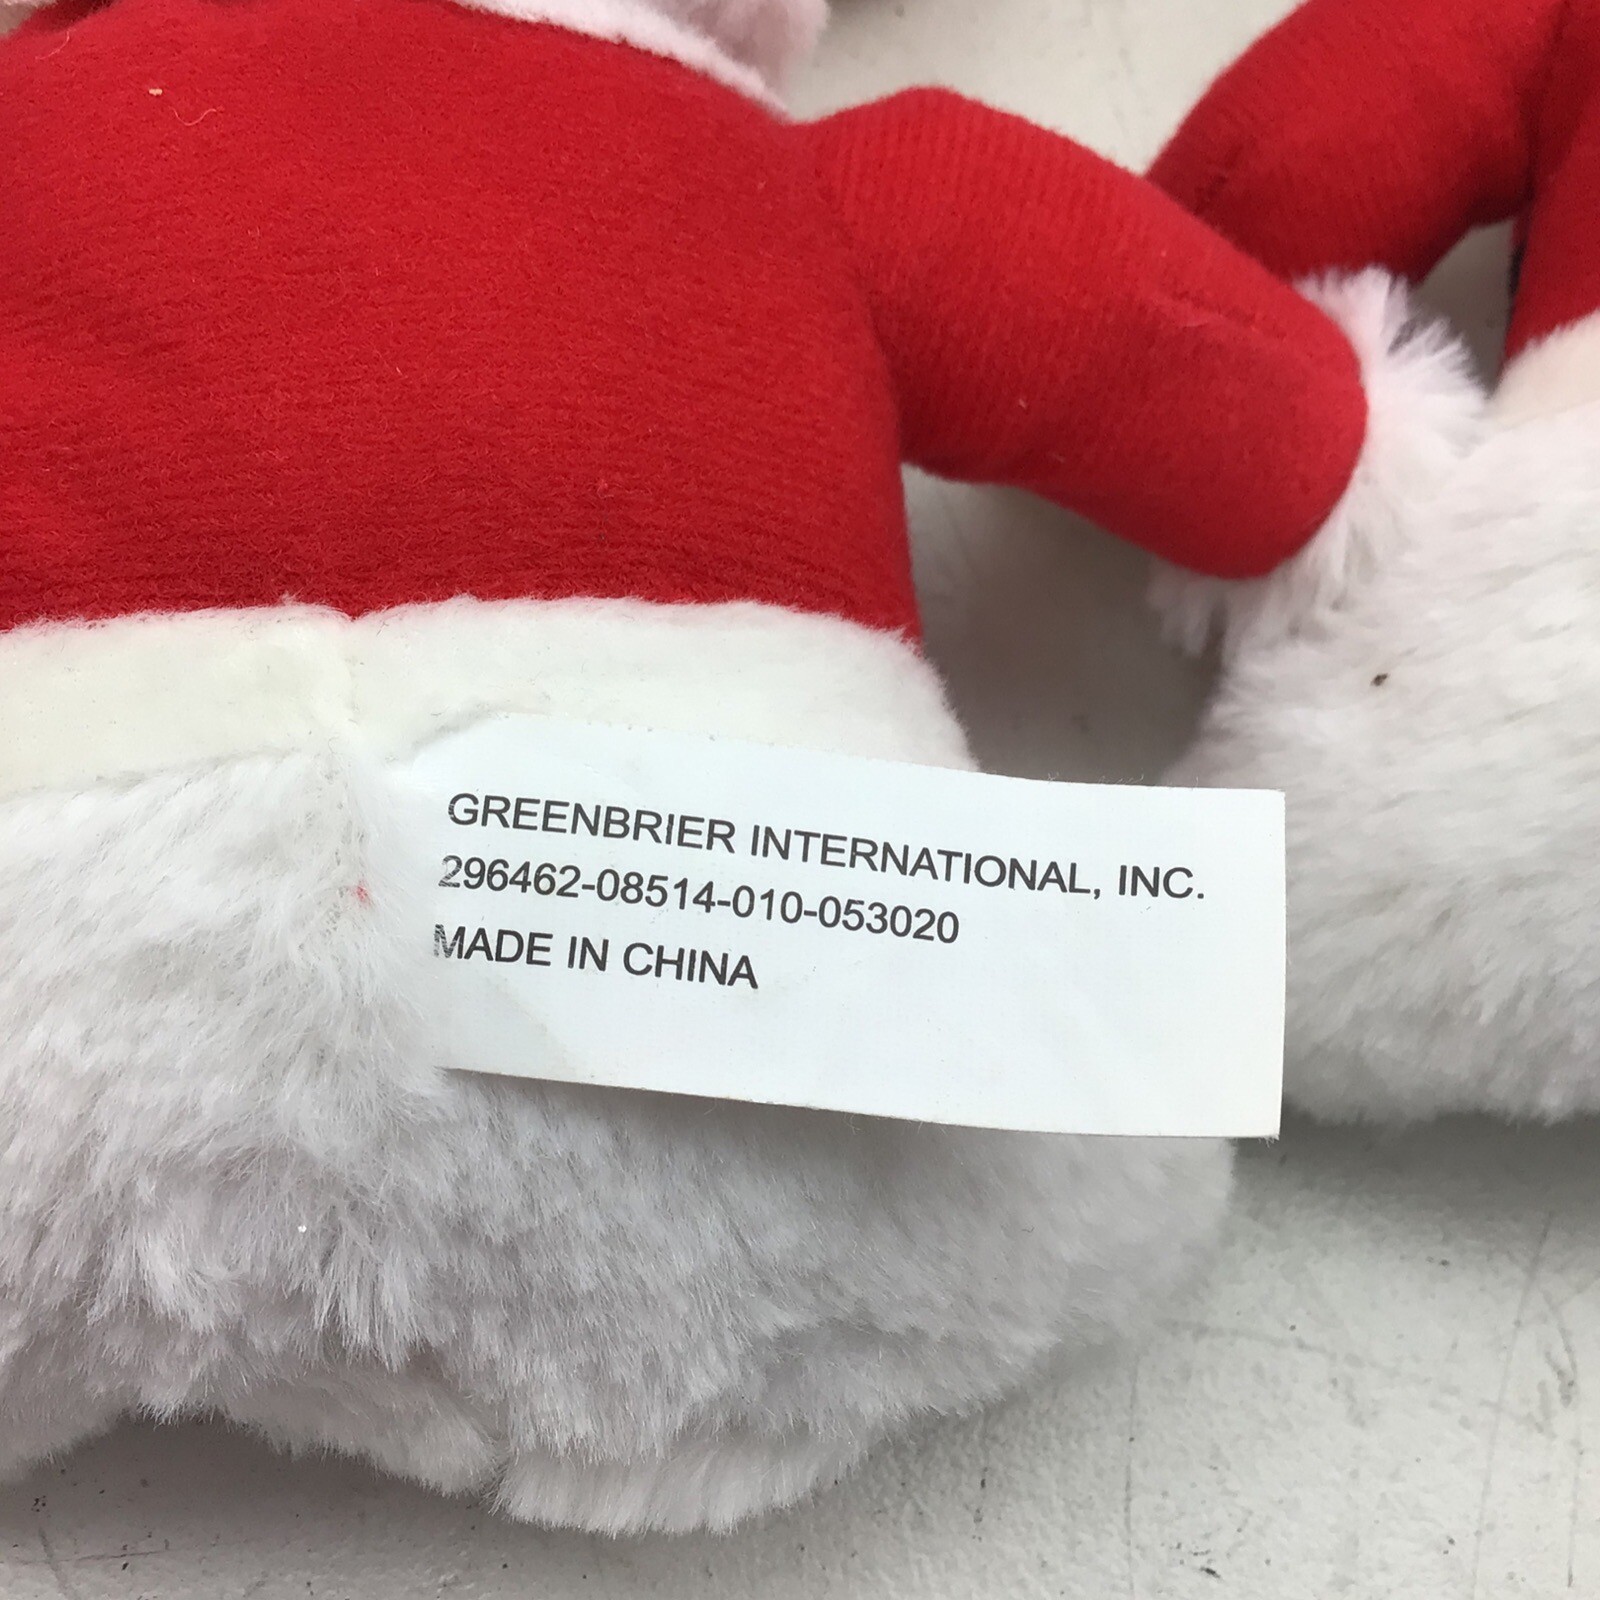 GREENBRIER INTERNATIONAL, INC.
296462-08514-010-053020
MADE IN CHINA